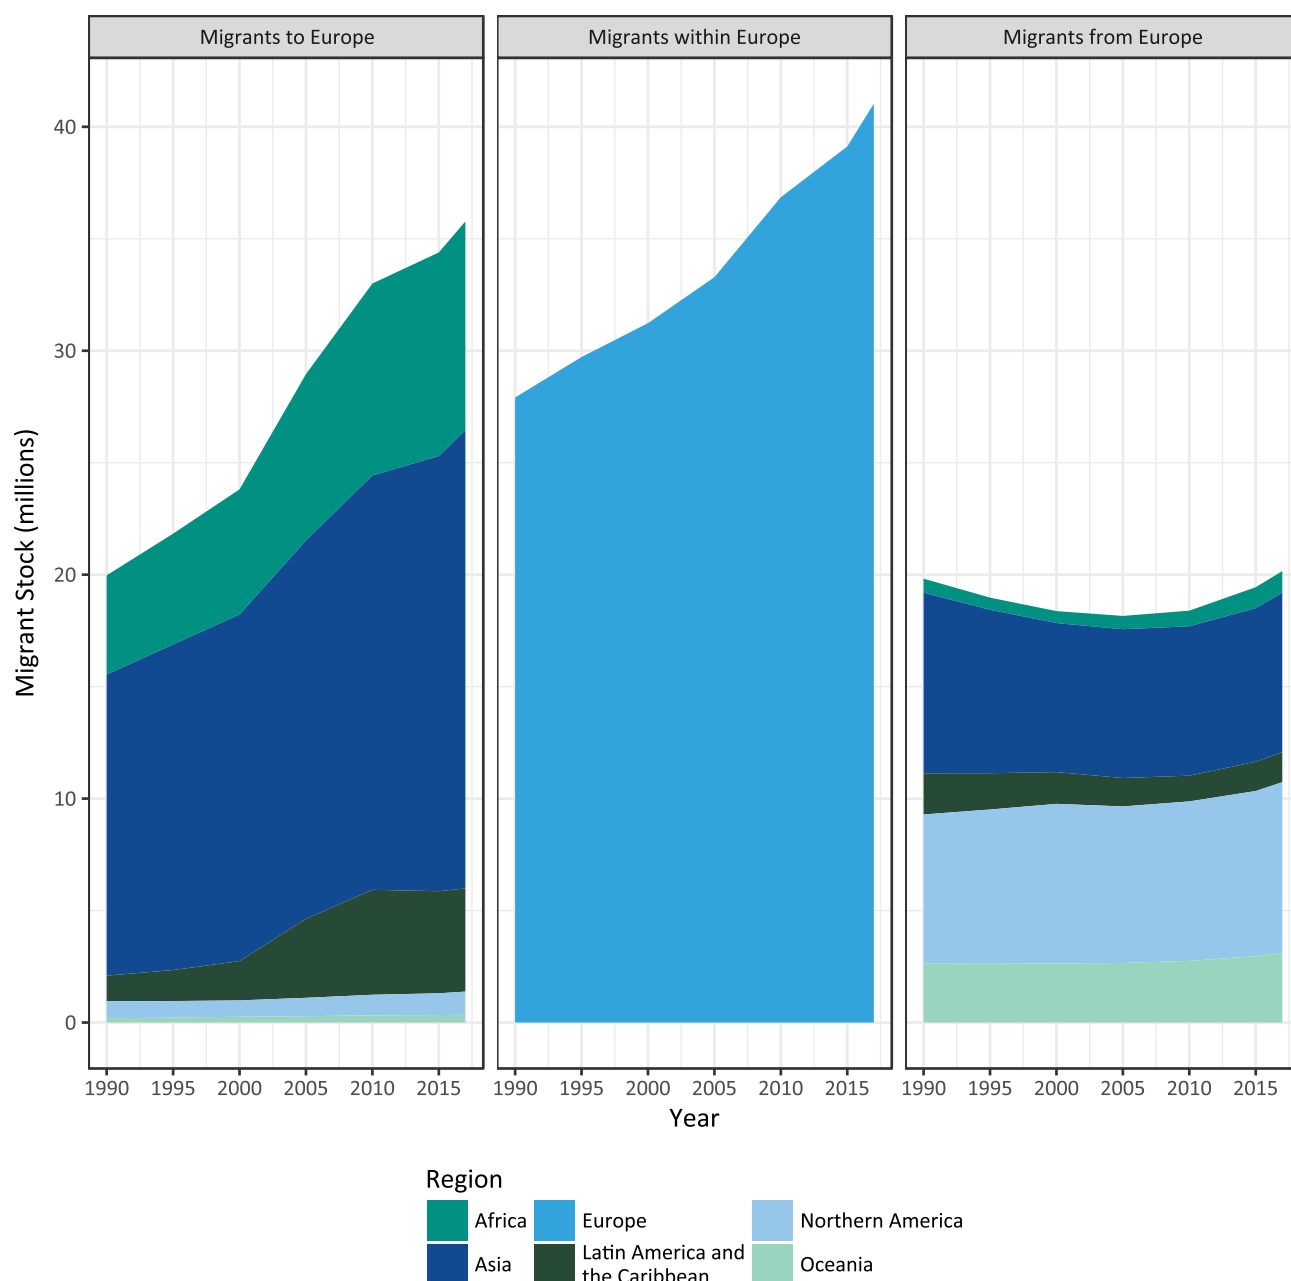 Migrants to Europe Migrants within Europe Migrants from Europe
40
30
20
10
0
Migrant Stock (millions)
1990 1995 2000 2005 2010 2015 1990 1995 2000 2005 2010 2015 1990 1995 2000 2005 2010 2015
Year
Region
Africa Europe Northern America
Asia Latin America and the Caribbean Oceania